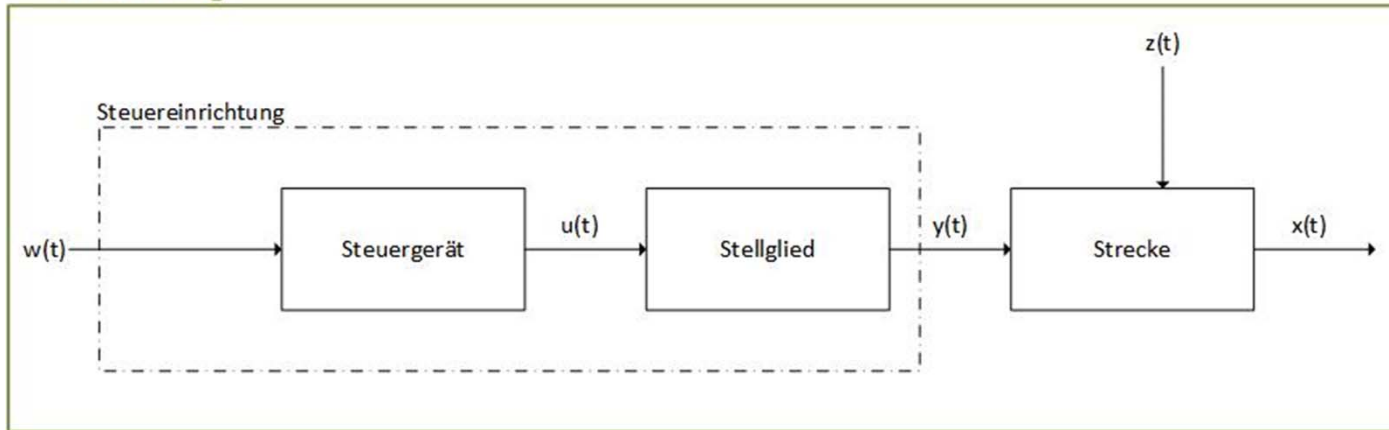 z(t)
Steuereinrichtung
w(t)
Steuergerät
u(t)
Stellglied
y(t)
Strecke
x(t)